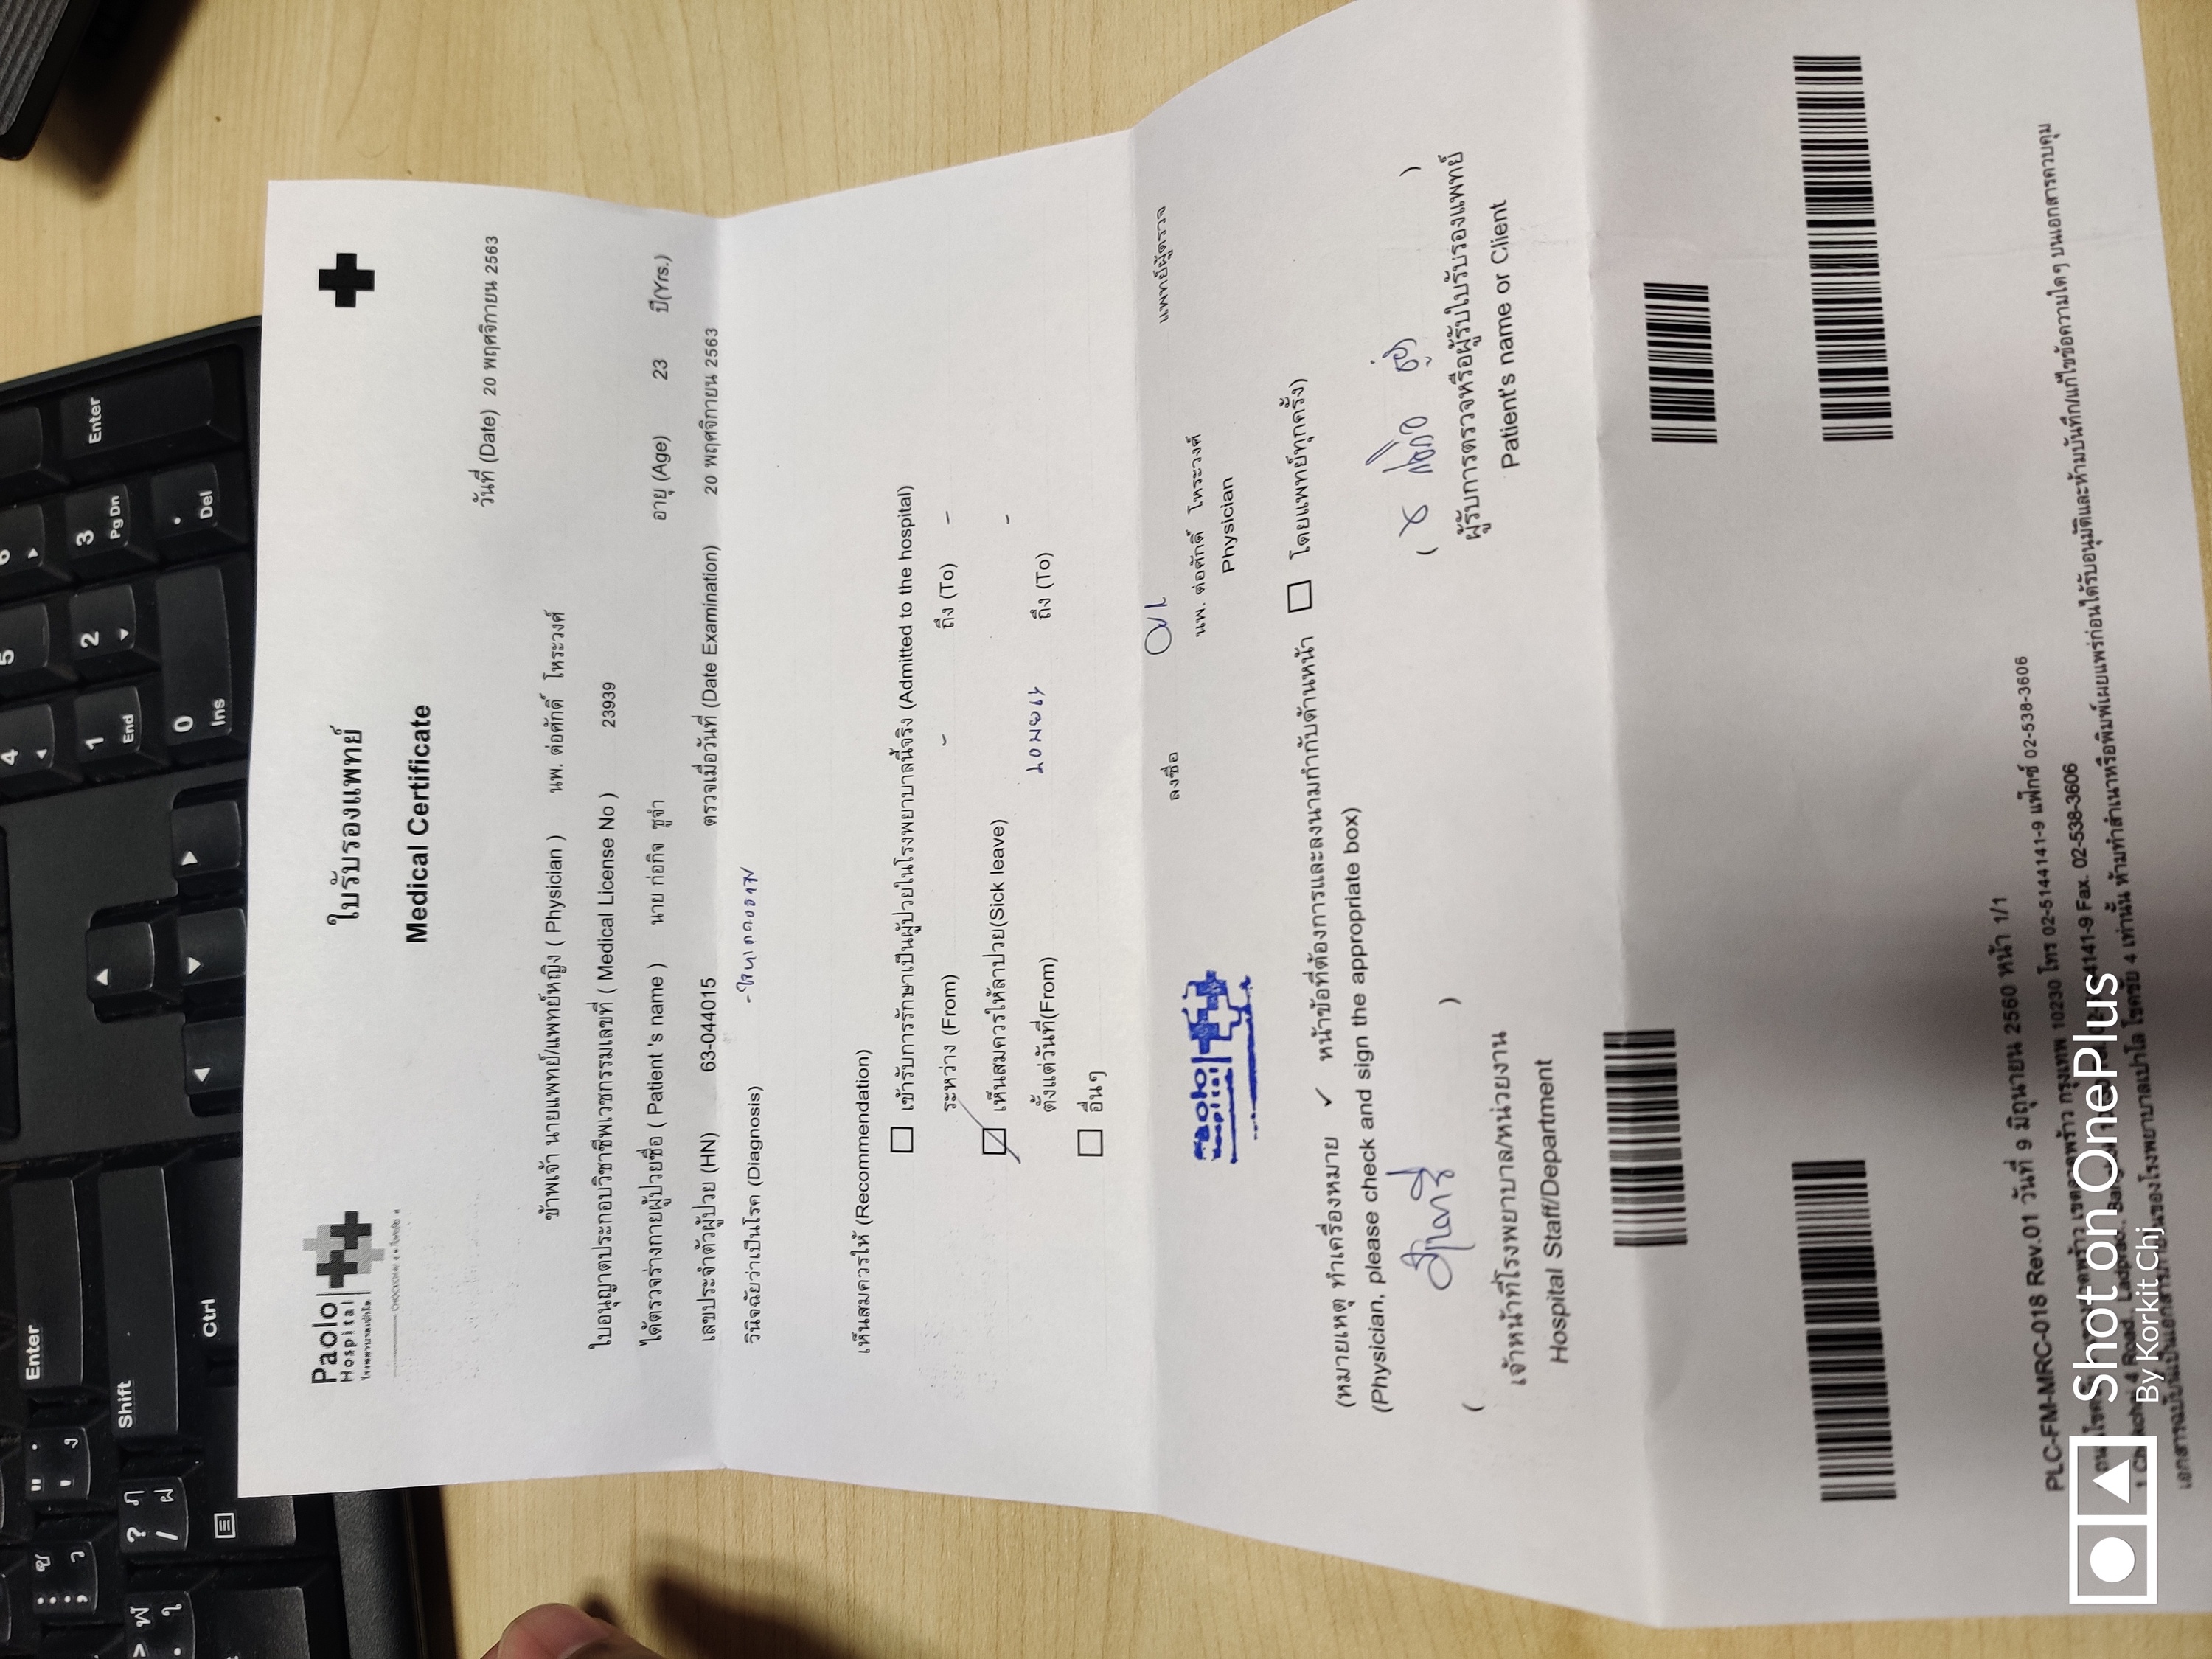 ; ซ ว
" ' . ง
Enter
4
5
6
> . ฬ ใ
? / ฦ ฝ
Shift
1 End
2
3 Pg Dn
Enter
Ctrl
0 Ins
. Del
Paolo
Hospital
โรงพยาบาลเปาโล
CHOKCHAI 4 • โชคชัย 4
ใบรับรองแพทย์
Medical Certificate
วันที่ (Date) 20 พฤศจิกายน 2563
ข้าพเจ้า นายแพทย์/แพทย์หญิง ( Physician ) นพ. ต่อศักดิ์ โหระวงศ์
ใบอนุญาตประกอบวิชาชีพเวชกรรมเลขที่ ( Medical License No ) 23939
ได้ตรวจร่างกายผู้ป่วยชื่อ ( Patient 's name ) นาย ก่อกิจ ชูจำ อายุ (Age) 23 ปี(Yrs.)
เลขประจำตัวผู้ป่วย (HN) 63-044015 ตรวจเมื่อวันที่ (Date Examination) 20 พฤศจิกายน 2563
วินิจฉัยว่าเป็นโรค (Diagnosis) -
เห็นสมควรให้ (Recommendation)
เข้ารับการรักษาเป็นผู้ป่วยในโรงพยาบาลนี้จริง (Admitted to the hospital)
ระหว่าง (From) - ถึง (To) -
เห็นสมควรให้ลาป่วย(Sick leave) -
ตั้งแต่วันที่(From) ถึง (To)
อื่นๆ
ลงชื่อ แพทย์ผู้ตรวจ
นพ. ต่อศักดิ์ โหระวงศ์
Physician
Paolo
Hospital
(หมายเหตุ ทำเครื่องหมาย ✓ หน้าข้อที่ต้องการและลงนามกำกับด้านหน้า โดยแพทย์ทุกครั้ง)
(Physician, please check and sign the appropriate box)
( )
( ก่อกิจ ชูจำ )
เจ้าหน้าที่โรงพยาบาล/หน่วยงาน
ผู้รับการตรวจหรือผู้รับใบรับรองแพทย์
Hospital Staff/Department
Patient's name or Client
PLC-FM-MRC-018 Rev.01 วันที่ 9 มิถุนายน 2560 หน้า 1/1
เขตลาดพร้าว กรุงเทพ 10230 โทร 02-5144141-9 แฟ็กซ์ 02-538-3606
1 Chokchai 4 Road., Ladprao., Fax. 02-538-3606
เอกสารฉบับนี้เป็นเอกสารภายในของโรงพยาบาลเปาโล โชคชัย 4 เท่านั้น ห้ามทำสำเนาหรือพิมพ์เผยแพร่ก่อนได้รับอนุมัติและห้ามบันทึก/แก้ไขข้อความใดๆ บนเอกสารควบคุม
Shot on OnePlus
By Korkit Chj